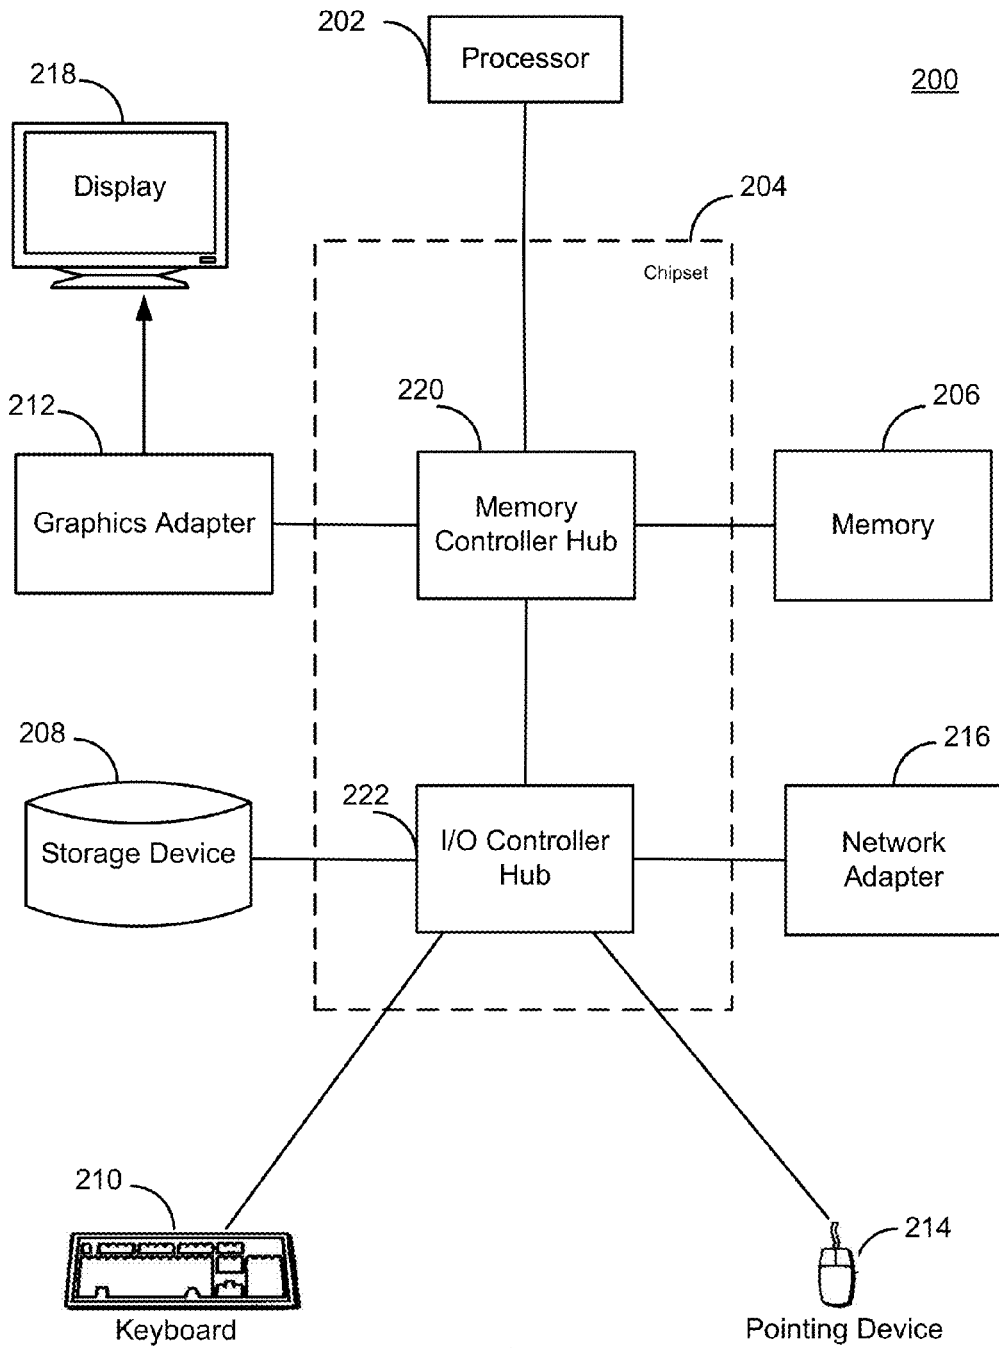 202
Processor
200
218
Display
204
Chipset
212
Graphics Adapter
220
Memory
Controller Hub
206
Memory
208
Storage Device
222
I/O Controller
Hub
216
Network
Adapter
210
Keyboard
214
Pointing Device